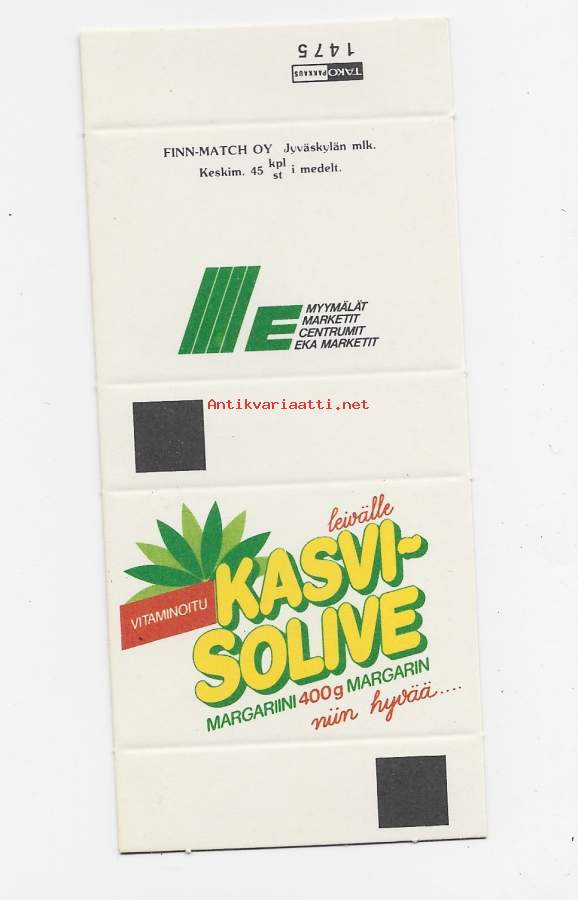 1475
TAKO PAKKAUS
FINN-MATCH OY Jyväskylän mlk.
Keskim. 45 kpl st i medelt.
E
MYYMÄLÄT
MARKETIT
CENTRUMIT
EKA MARKETIT
Antikvariaatti.net
leivälle
VITAMINOITU
KASVI-
SOLIVE
MARGARIINI 400g MARGARIN
niin hyvää....